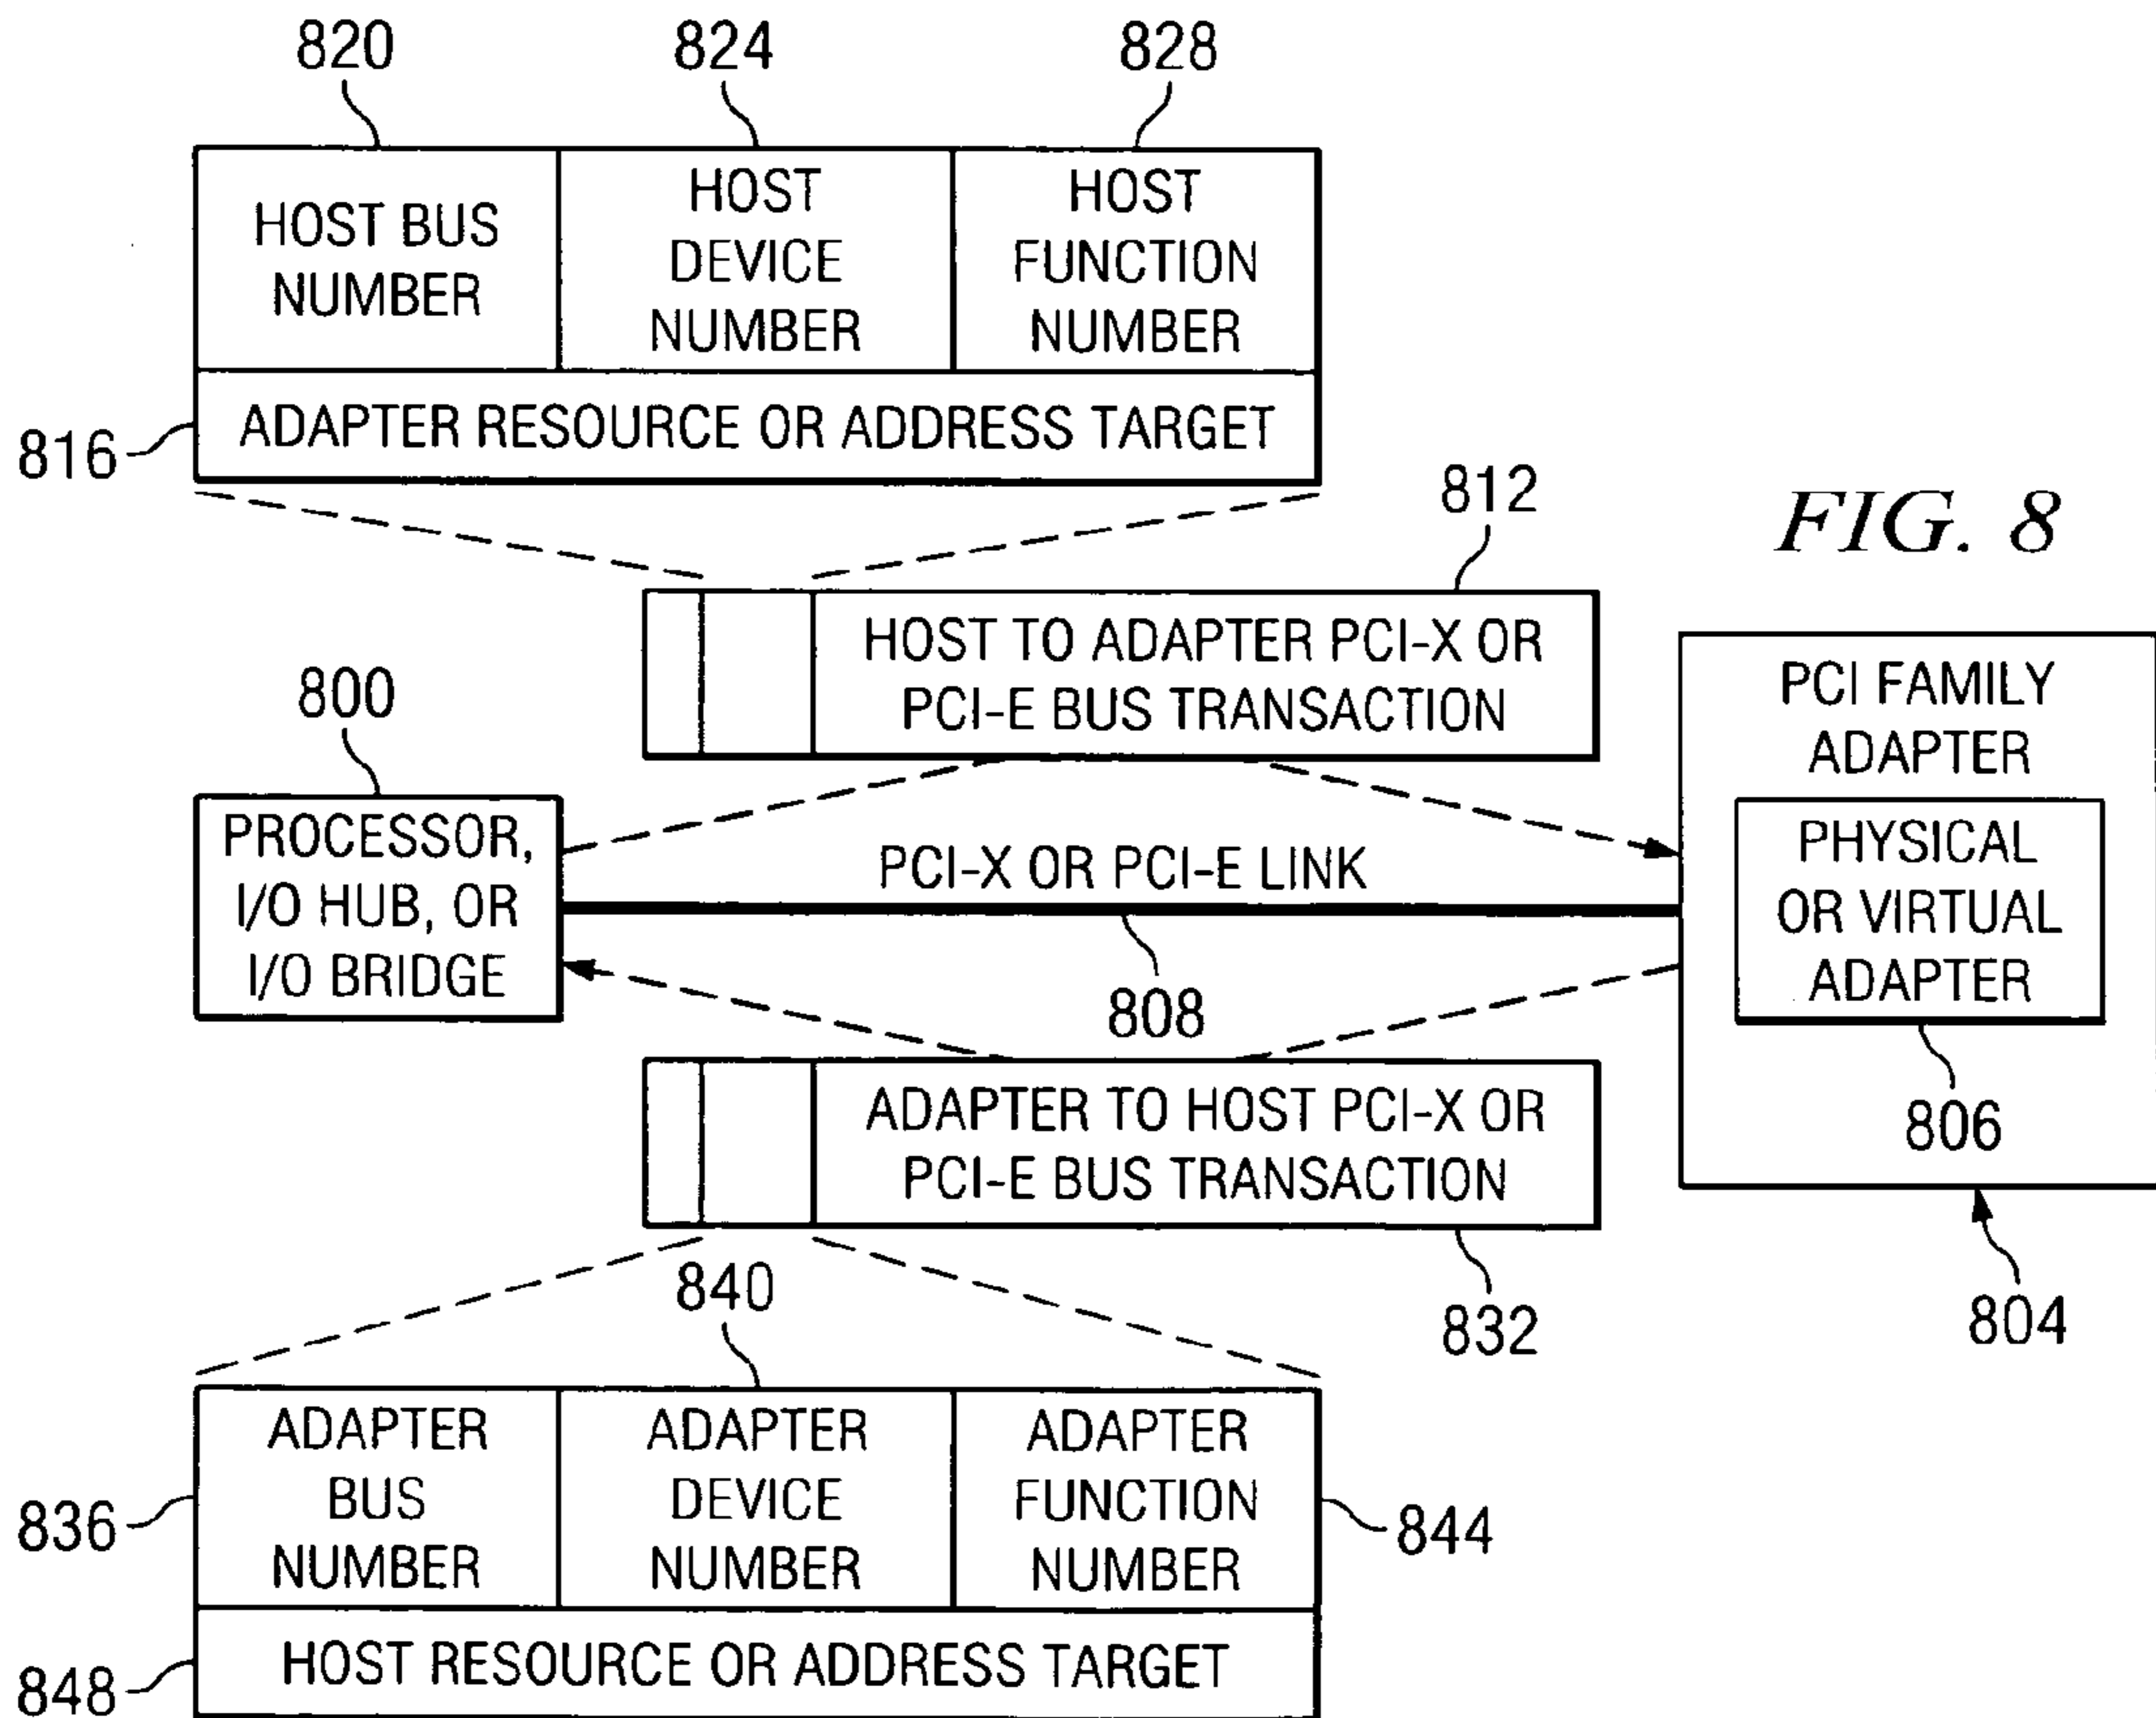 820
824
828
HOST BUS
NUMBER
HOST
DEVICE
NUMBER
HOST
FUNCTION
NUMBER
816
ADAPTER RESOURCE OR ADDRESS TARGET
812
FIG. 8
HOST TO ADAPTER PCI-X OR
PCI-E BUS TRANSACTION
800
PROCESSOR,
I/O HUB, OR
I/O BRIDGE
PCI-X OR PCI-E LINK
808
PCI FAMILY
ADAPTER
PHYSICAL
OR VIRTUAL
ADAPTER
806
804
ADAPTER TO HOST PCI-X OR
PCI-E BUS TRANSACTION
832
840
836
ADAPTER
BUS
NUMBER
ADAPTER
DEVICE
NUMBER
ADAPTER
FUNCTION
NUMBER
844
848
HOST RESOURCE OR ADDRESS TARGET